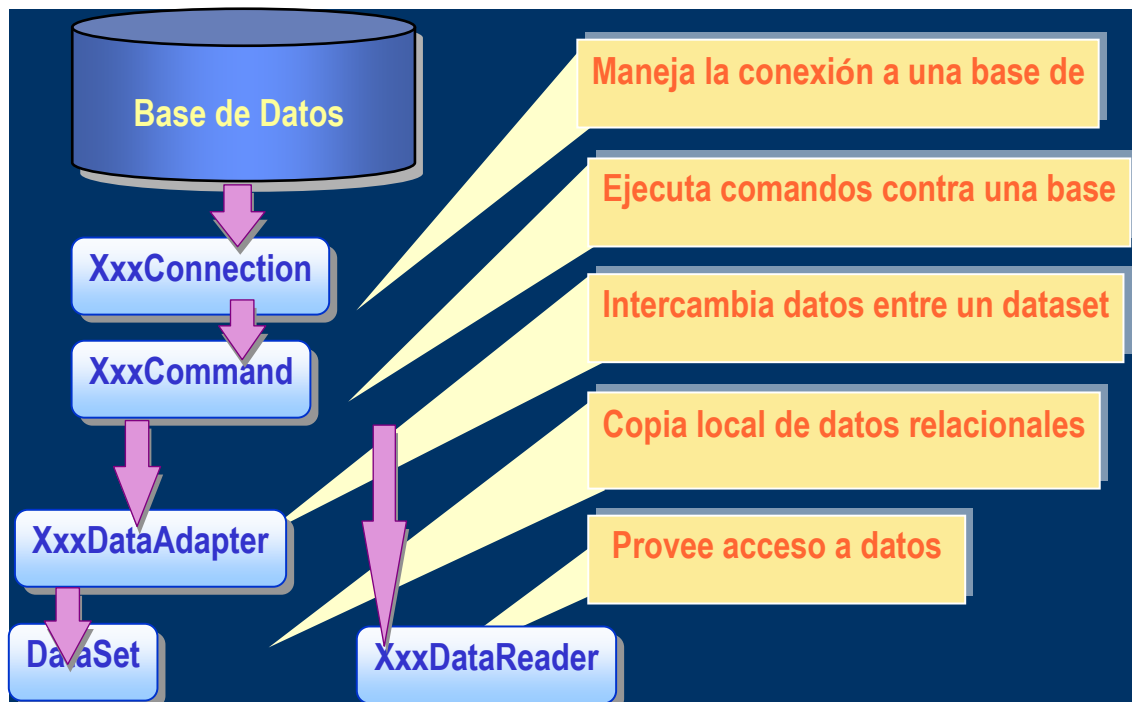 Base de Datos
Maneja la conexión a una base de
Ejecuta comandos contra una base
XxxConnection
Intercambia datos entre un dataset
XxxCommand
Copia local de datos relacionales
XxxDataAdapter
Provee acceso a datos
DataSet
XxxDataReader